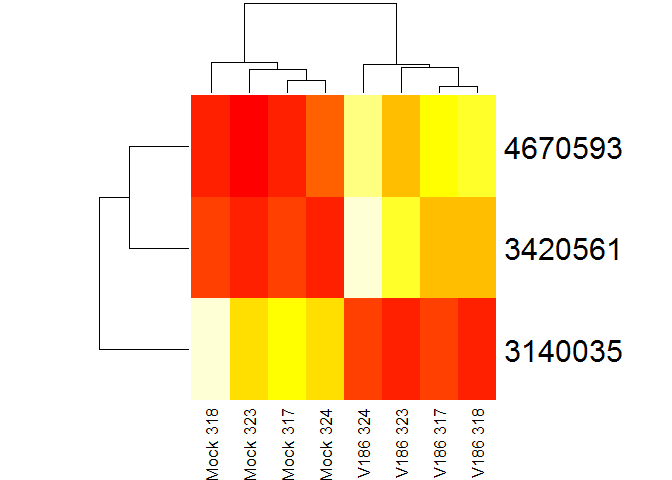 4670593
3420561
3140035
Mock 318
Mock 323
Mock 317
Mock 324
V186 324
V186 323
V186 317
V186 318